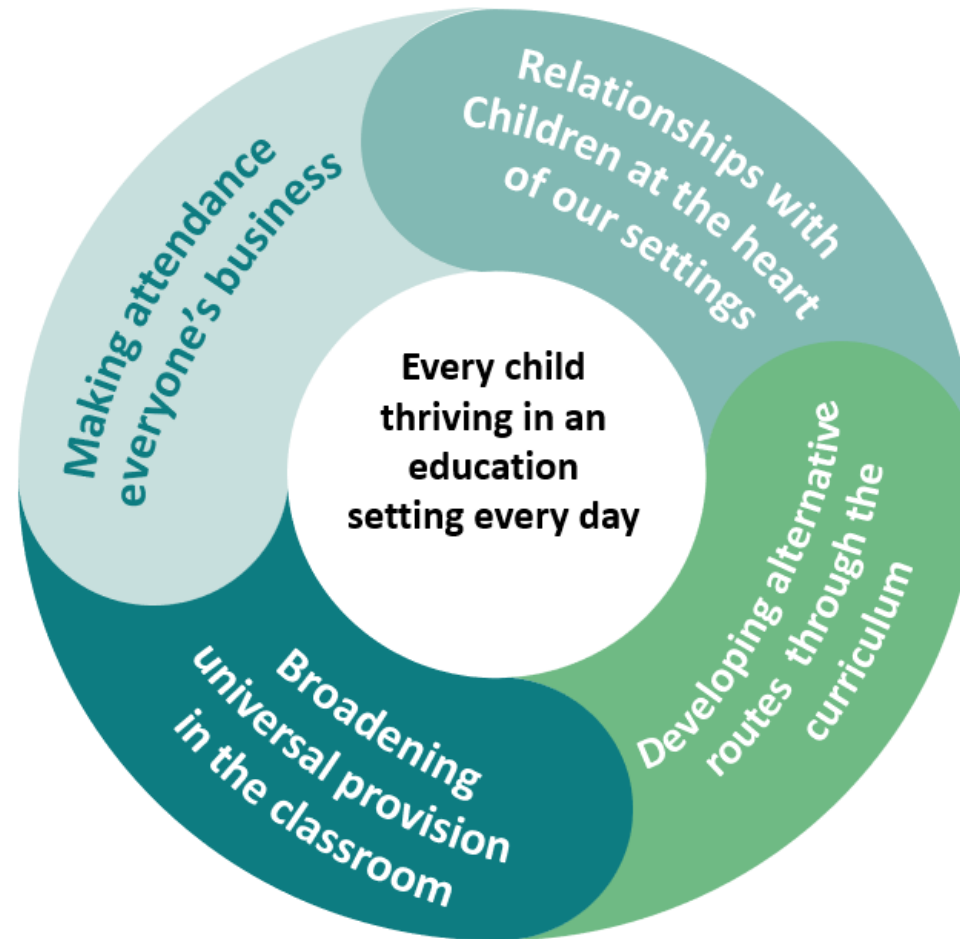 Relationships with
Children at the heart
of our settings
Developing alternative
routes through the
curriculum
Broadening
universal provision
in the classroom
Making attendance
everyone's business
Every child
thriving in an
education
setting every day